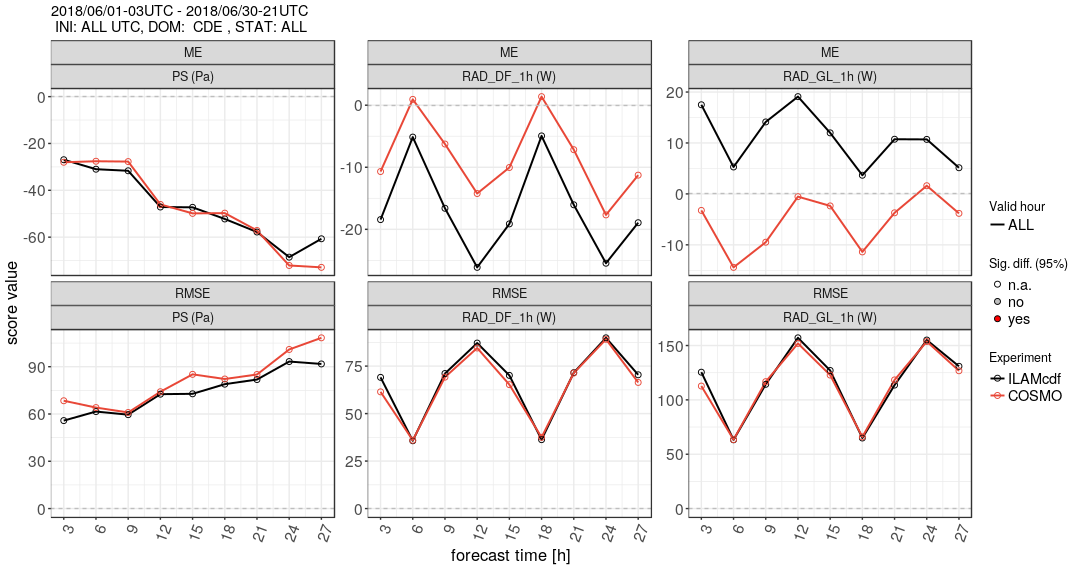 2018/06/01-03UTC - 2018/06/30-21UTC
INI: ALL UTC, DOM: CDE , STAT: ALL
ME
ME
ME
PS (Pa)
RAD_DF_1h (W)
RAD_GL_1h (W)
0
-20
-40
-60
0
-10
-20
20
10
0
-10
RMSE
RMSE
RMSE
PS (Pa)
RAD_DF_1h (W)
RAD_GL_1h (W)
90
60
30
0
75
50
25
0
150
100
50
0
3 6 9 12 15 18 21 24 27
3 6 9 12 15 18 21 24 27
3 6 9 12 15 18 21 24 27
forecast time [h]
score value
Valid hour
ALL
Sig. diff. (95%)
n.a.
no
yes
Experiment
ILAMcdf
COSMO